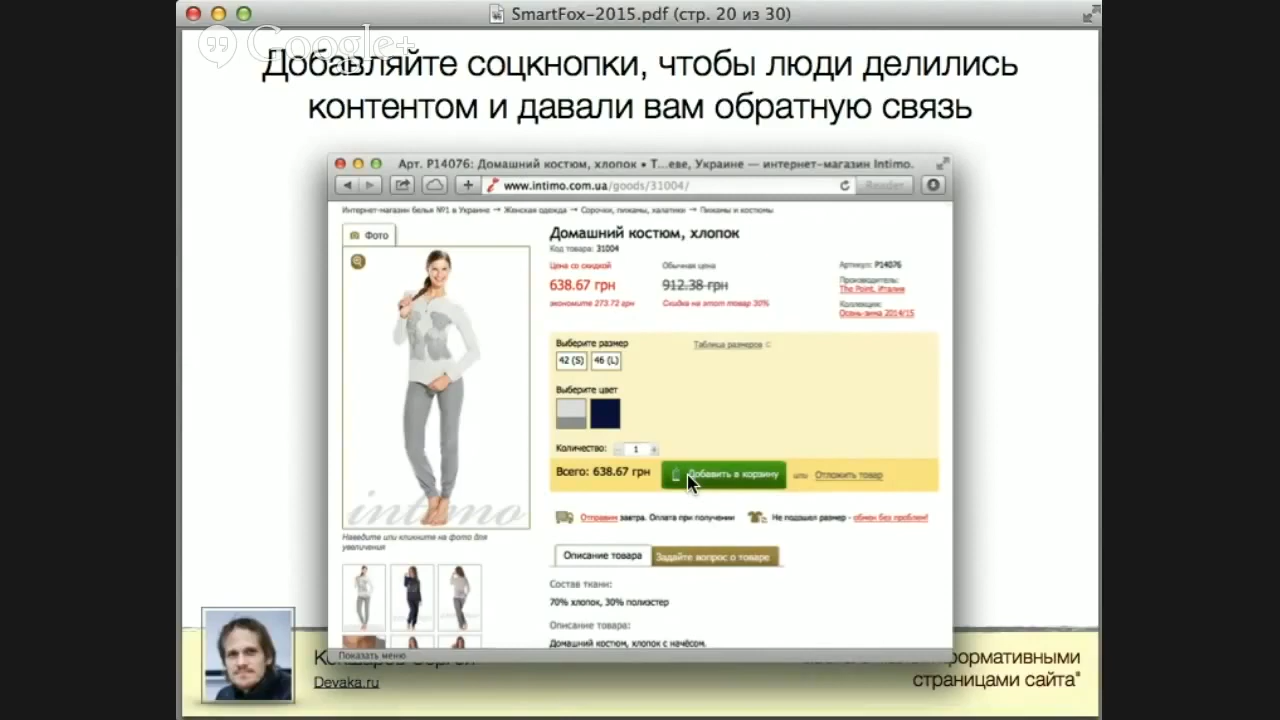 SmartFox-2015.pdf (стр. 20 из 30)
Google+
Добавляйте соцкнопки, чтобы люди делились
контентом и давали вам обратную связь
Арт. P14076: Домашний костюм, хлопок • Т...еве, Украине — интернет-магазин Intimo.
www.intimo.com.ua/goods/31004/
Reader
Интернет-магазин белья №1 в Украине → Женская одежда → Сорочки, пижамы, халатики → Пижамы и костюмы
Фото
Домашний костюм, хлопок
Код товара: 31004
Цена со скидкой
Обычная цена
638.67 грн
912.38 грн
экономите 273.72 грн
Скидка на этот товар 30%
Артикул: P14076
Производитель:
The Point, Италия
Коллекция:
Осень-зима 2014/15
Выберите размер
Таблица размеров
42 (S) 46 (L)
Выберите цвет
Количество: 1
Всего: 638.67 грн
Добавить в корзину
или Отложить товар
Отправим завтра. Оплата при получении
Не подошел размер - обмен без проблем!
intimo
Наведите или кликните на фото для
увеличения
Описание товара
Задайте вопрос о товаре
Состав ткани:
70% хлопок, 30% полиэстер
Описание товара:
Домашний костюм, хлопок с начёсом.
Показать меню
Devaka.ru
страницами сайта"